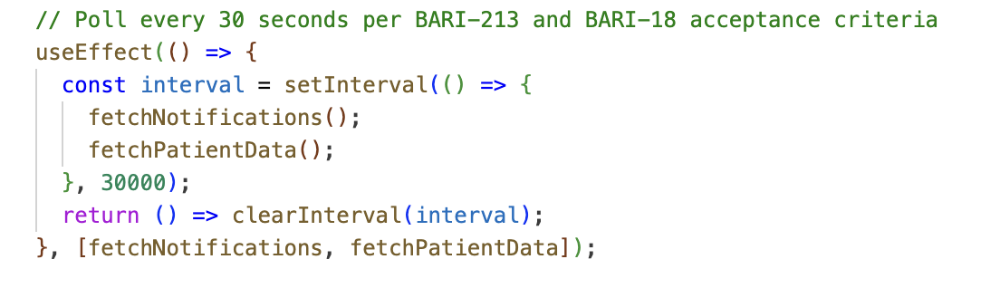 // Poll every 30 seconds per BARI-213 and BARI-18 acceptance criteria
useEffect(() => {
  const interval = setInterval(() => {
    fetchNotifications();
    fetchPatientData();
  }, 30000);
  return () => clearInterval(interval);
}, [fetchNotifications, fetchPatientData]);